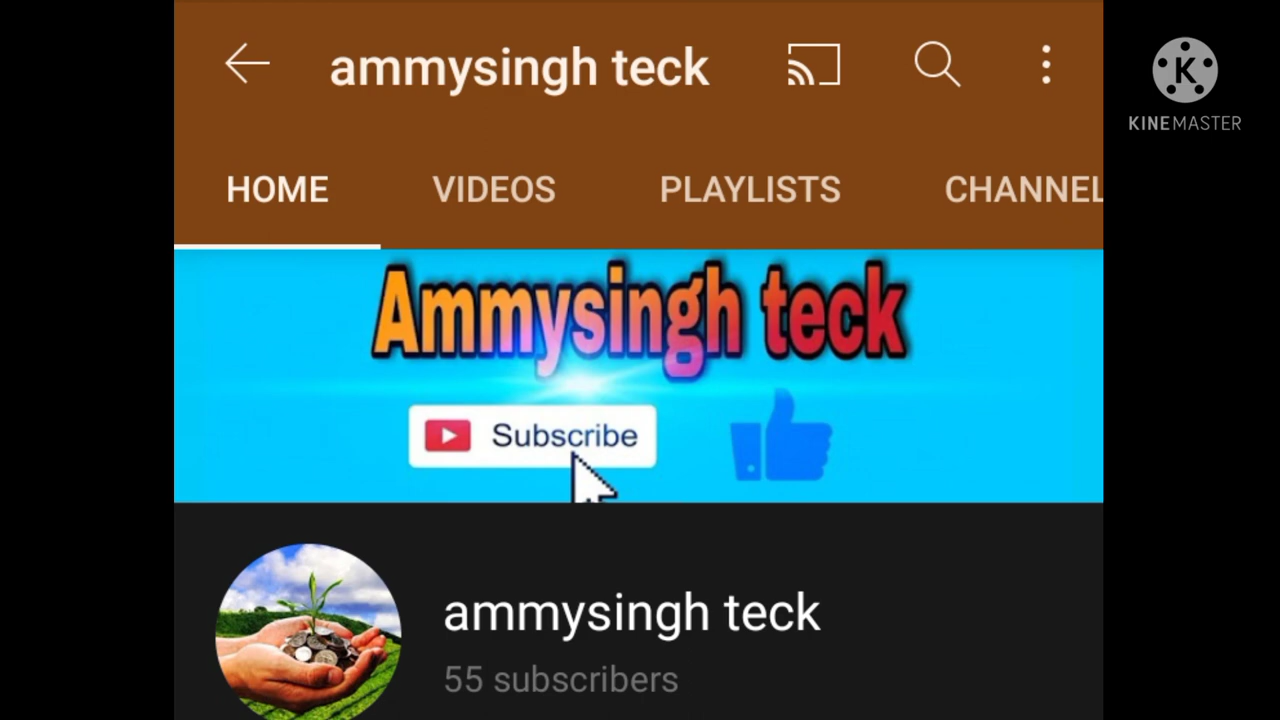 ammysingh teck
K
KINEMASTER
HOME VIDEOS PLAYLISTS CHANNEL
Ammysingh teck
Subscribe
ammysingh teck
55 subscribers